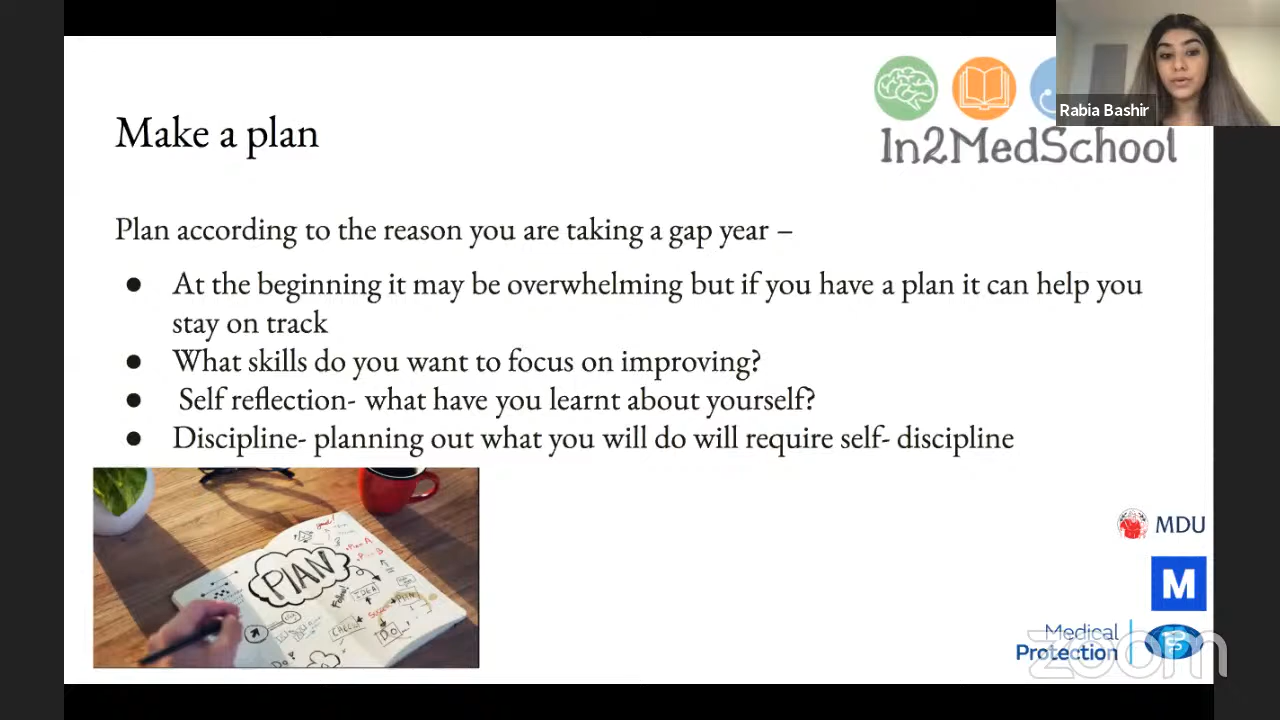 Rabia Bashir
In2MedSchool
Make a plan
Plan according to the reason you are taking a gap year –
● At the beginning it may be overwhelming but if you have a plan it can help you
stay on track
● What skills do you want to focus on improving?
● Self reflection- what have you learnt about yourself?
● Discipline- planning out what you will do will require self- discipline
PLAN
IDEA
CHECK
DO
MDU
M
Medical
Protection
zoom